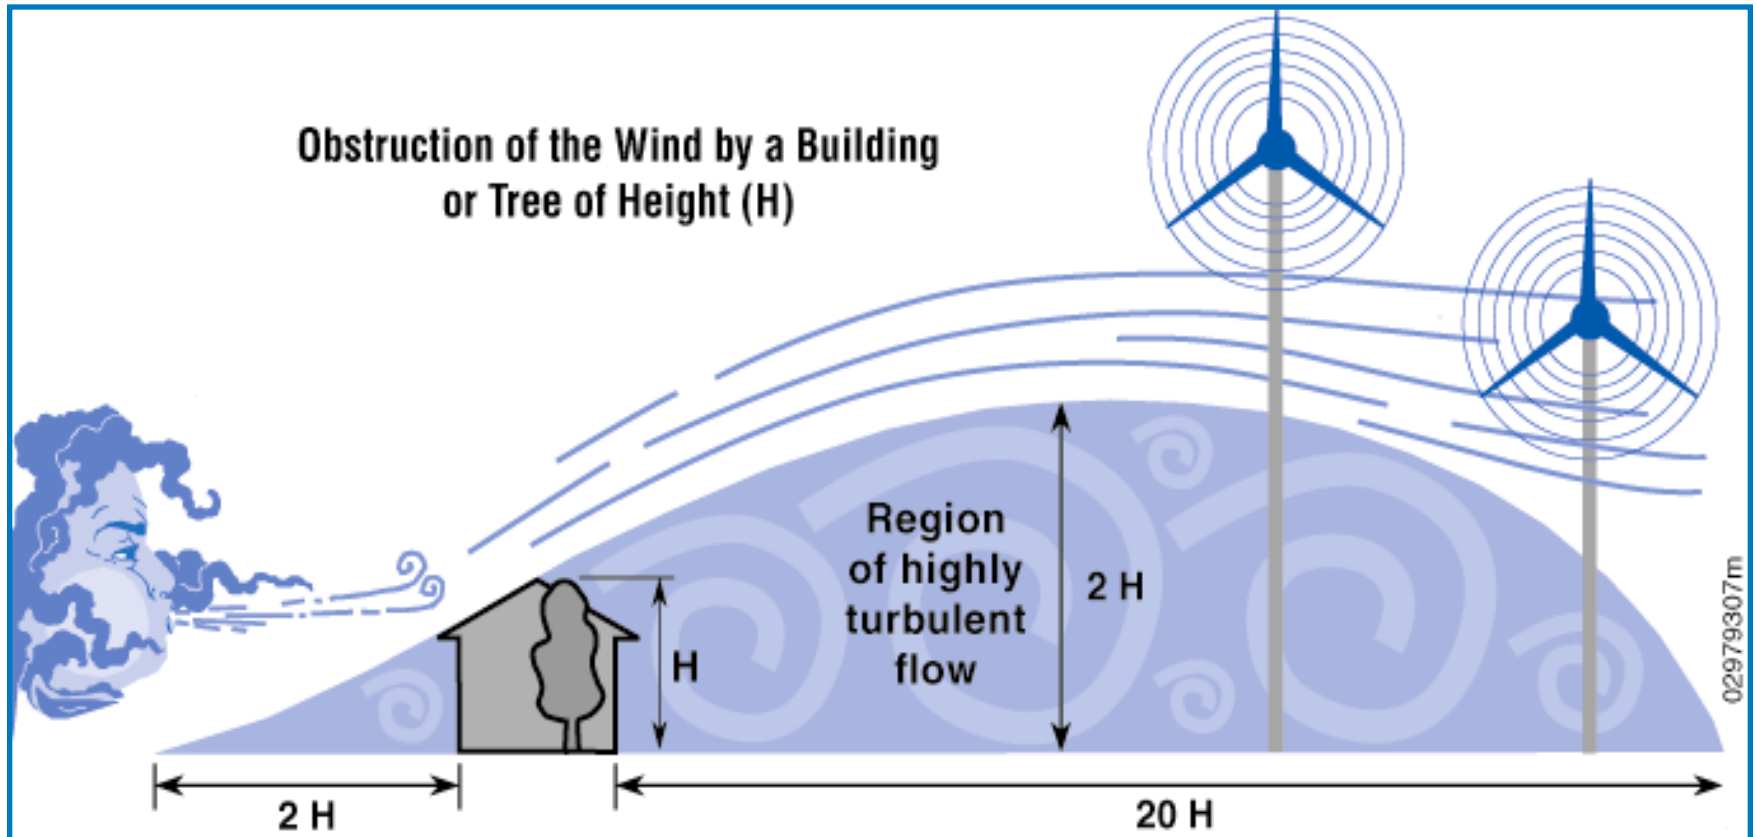 Obstruction of the Wind by a Building
or Tree of Height (H)
Region
of highly
turbulent
flow
2 H
H
2 H
20 H
02979307m